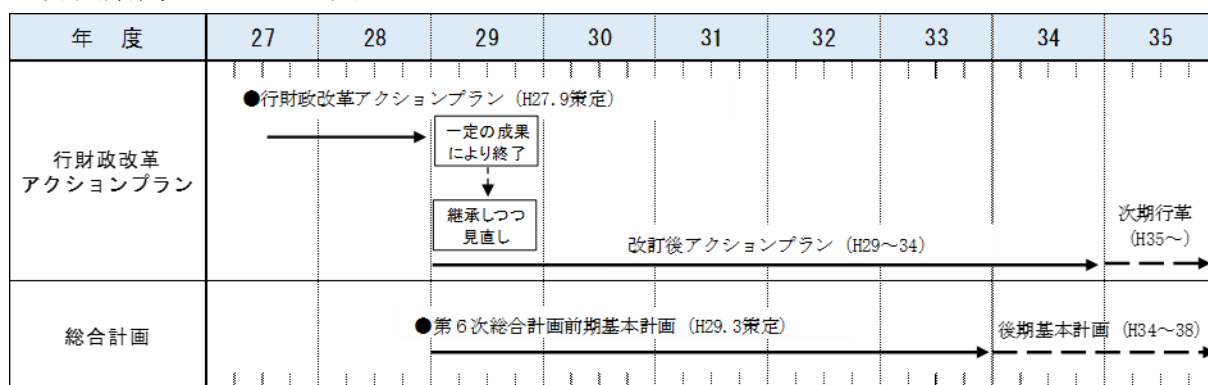 年　度 27 28 29 30 31 32 33 34 35
●行財政改革アクションプラン（H27.9策定）
一定の成果
により終了
行財政改革
アクションプラン
継承しつつ
見直し
改訂後アクションプラン（H29～34）
次期行革
（H35～）
総合計画
●第６次総合計画前期基本計画（H29.3策定）
後期基本計画（H34～38）